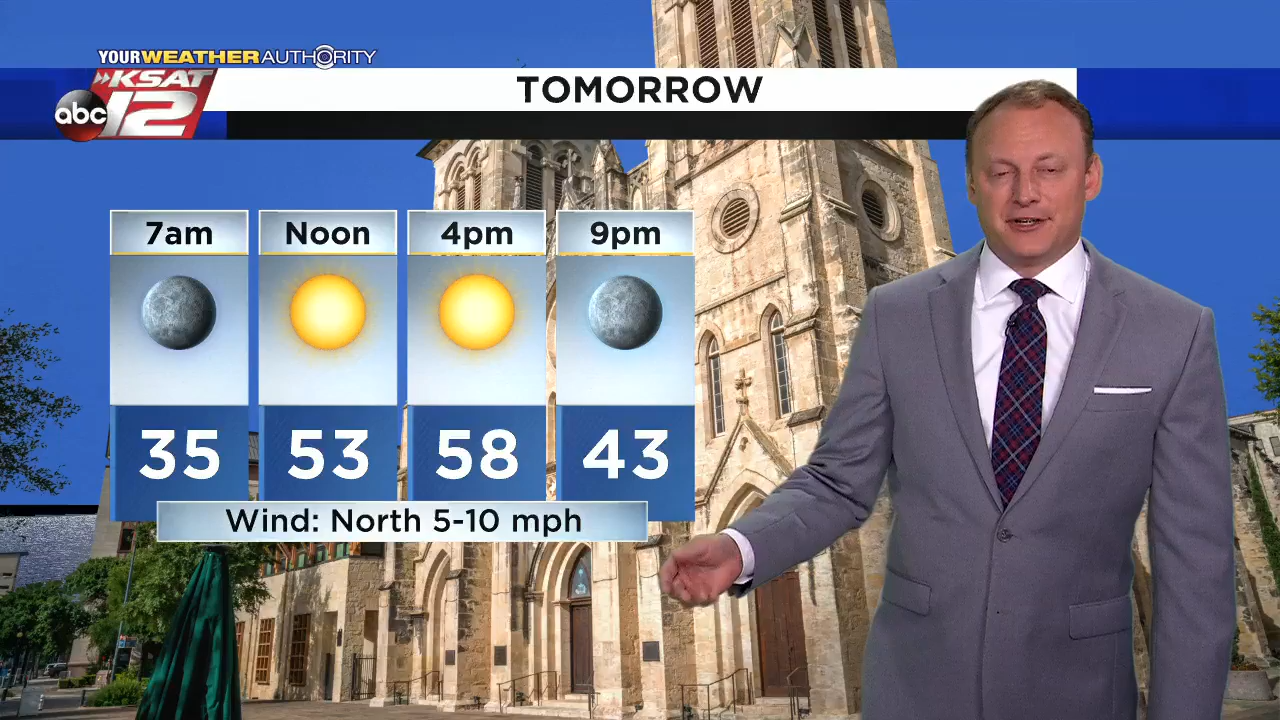 YOURWEATHERAUTHORITY
KSAT
abc 12
TOMORROW
7am Noon 4pm 9pm
35 53 58 43
Wind: North 5-10 mph